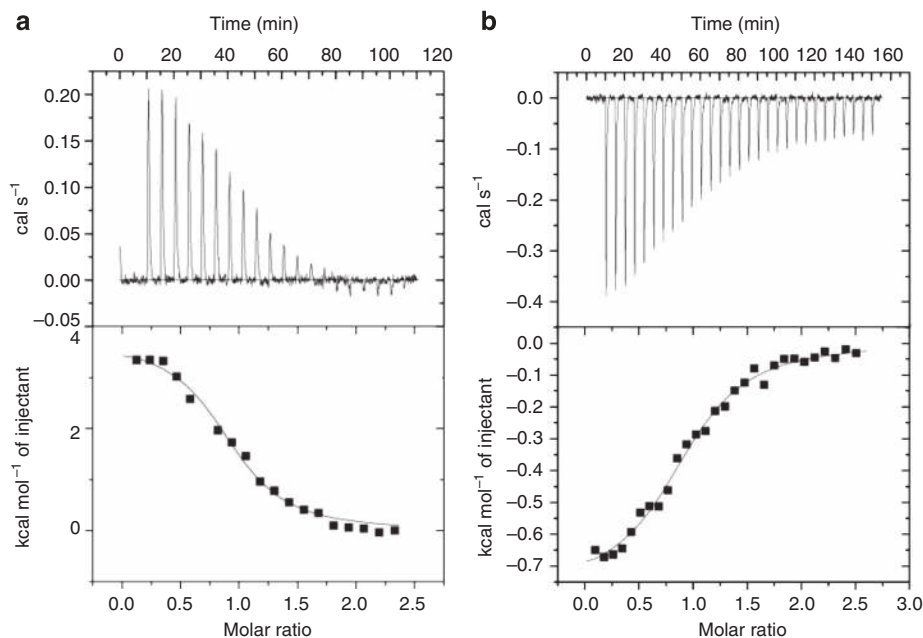 a
Time (min)
0 20 40 60 80 100 120
0.20
0.15
0.10
0.05
0.00
–0.05
cal s⁻¹
4
2
0
kcal mol⁻¹ of injectant
0.0 0.5 1.0 1.5 2.0 2.5
Molar ratio
b
Time (min)
0 20 40 60 80 100 120 140 160
0.0
–0.1
–0.2
–0.3
–0.4
cal s⁻¹
0.0
–0.1
–0.2
–0.3
–0.4
–0.5
–0.6
–0.7
kcal mol⁻¹ of injectant
0.0 0.5 1.0 1.5 2.0 2.5 3.0
Molar ratio